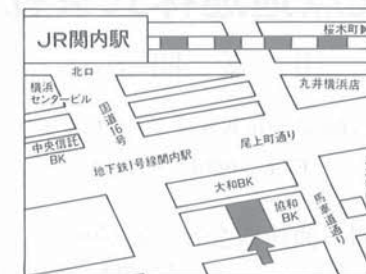 JR関内駅
桜木町▶
北口
横浜
センタービル
国道16号
丸井横浜店
中央信託
BK
尾上町通り
地下鉄1号線関内駅
大和BK
協和
BK
馬車道通り